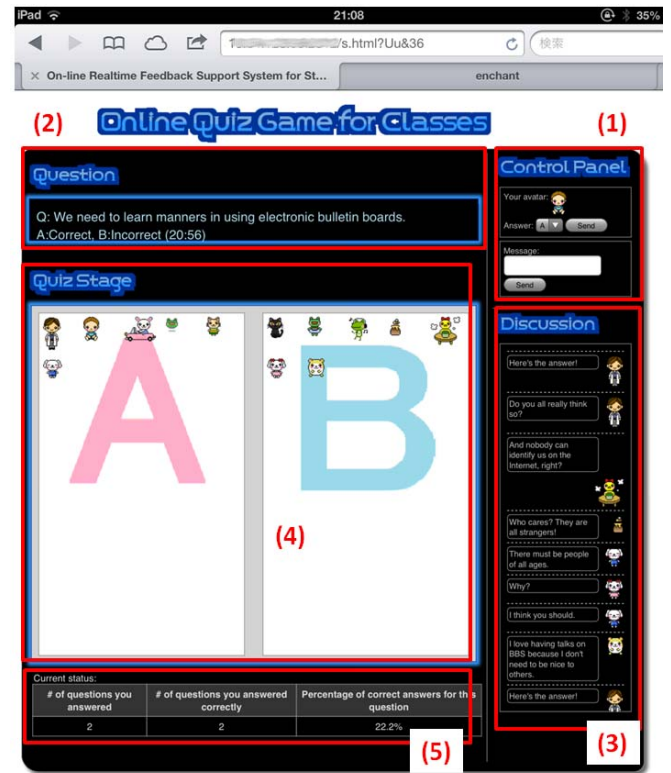 iPad
21:08
35%
/s.html?Uu&36
検索
× On-line Realtime Feedback Support System for St...
enchant
(2)
Online Quiz Game for Classes
(1)
Question
Q: We need to learn manners in using electronic bulletin boards.
A:Correct, B:Incorrect (20:56)
Control Panel
Your avatar:
Answer: A Send
Message:
Send
Quiz Stage
A
B
(4)
Discussion
Here's the answer!
Do you all really think
so?
And nobody can
identify us on the
Internet, right?
Who cares? They are
all strangers!
There must be people
of all ages.
Why?
I think you should.
I love having talks on
BBS because I don't
need to be nice to
others.
Here's the answer!
(3)
Current status:
# of questions you
answered
# of questions you answered
correctly
Percentage of correct answers for this
question
2
2
22.2%
(5)